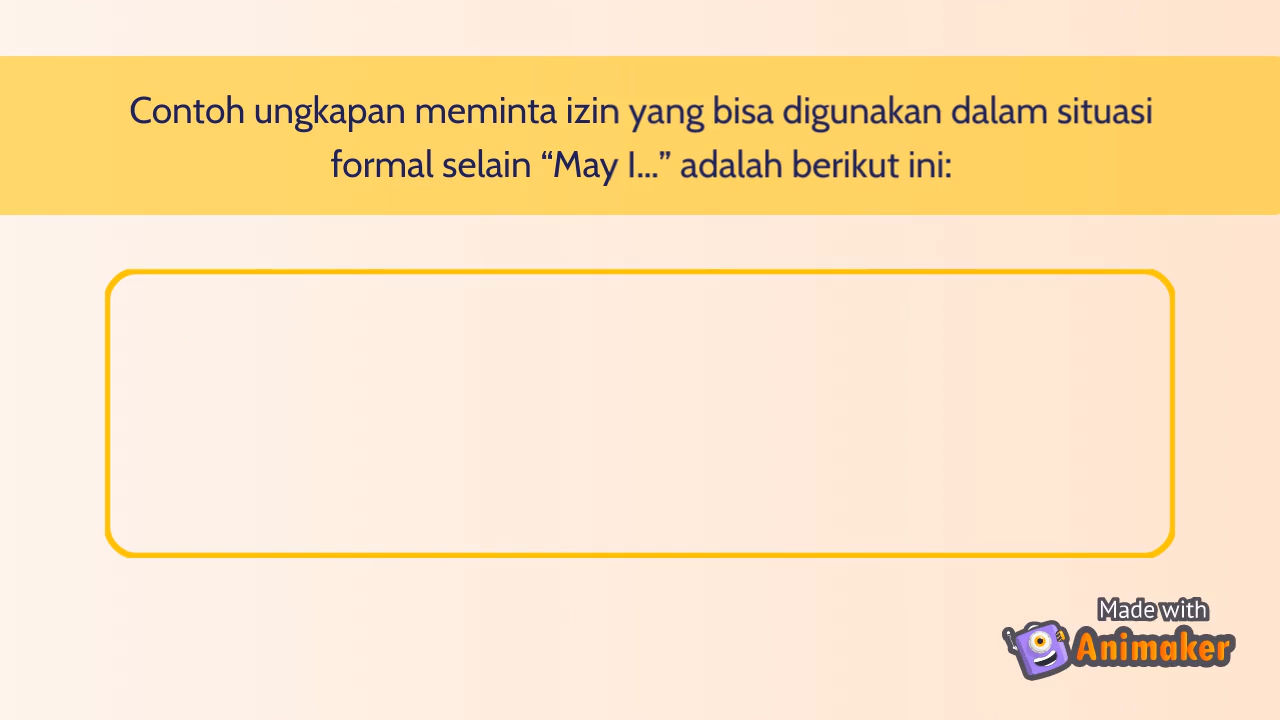 Contoh ungkapan meminta izin yang bisa digunakan dalam situasi
formal selain “May I...” adalah berikut ini:
Made with
Animaker